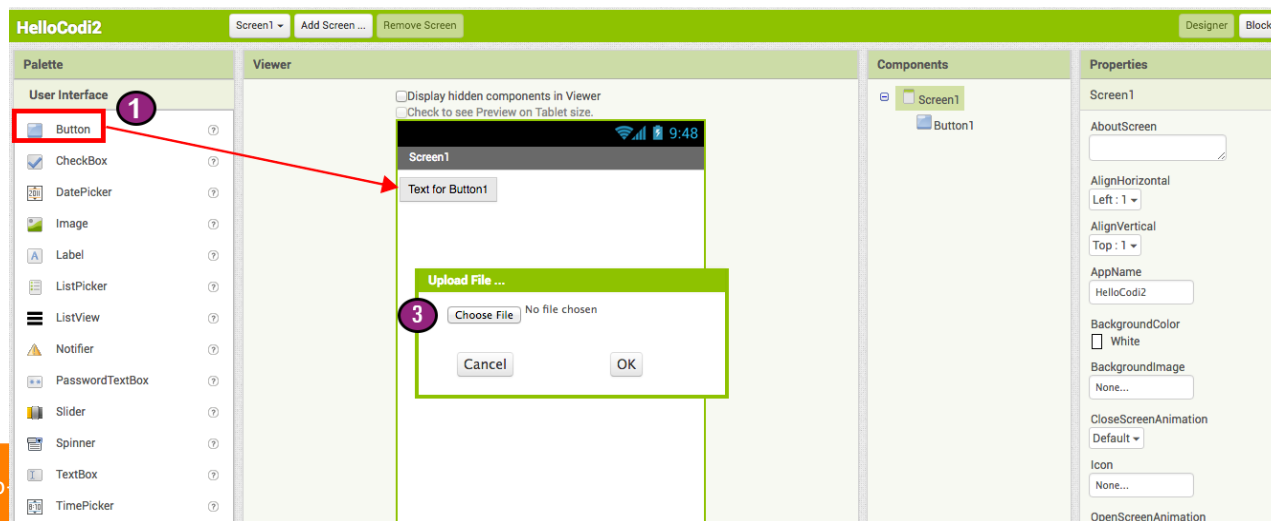 HelloCodi2
Screen1
Add Screen ...
Remove Screen
Designer
Block
Palette
Viewer
Components
Properties
User Interface
1
Button
CheckBox
DatePicker
Image
Label
ListPicker
ListView
Notifier
PasswordTextBox
Slider
Spinner
TextBox
TimePicker
Display hidden components in Viewer
Check to see Preview on Tablet size.
9:48
Screen1
Text for Button1
Upload File ...
3
Choose File No file chosen
Cancel
OK
Screen1
Button1
Screen1
AboutScreen
AlignHorizontal
Left : 1
AlignVertical
Top : 1
AppName
HelloCodi2
BackgroundColor
White
BackgroundImage
None...
CloseScreenAnimation
Default
Icon
None...
OpenScreenAnimation